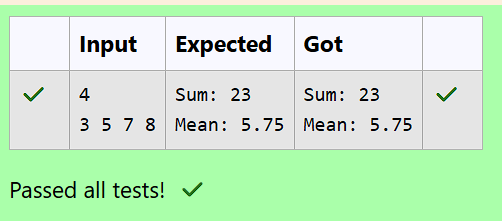 Input Expected Got
4 Sum: 23 Sum: 23
3 5 7 8 Mean: 5.75 Mean: 5.75
Passed all tests!